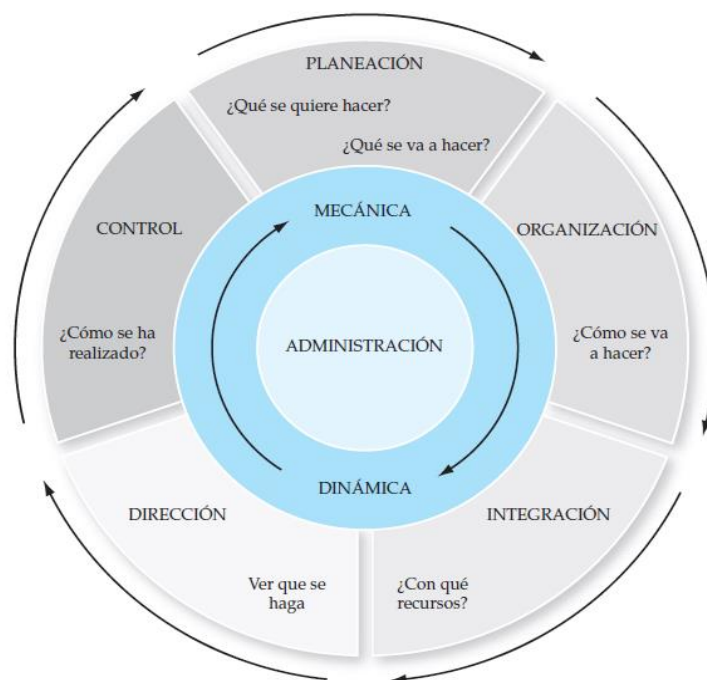 PLANEACIÓN
¿Qué se quiere hacer?
¿Qué se va a hacer?
MECÁNICA
CONTROL
ORGANIZACIÓN
¿Cómo se ha
realizado?
ADMINISTRACIÓN
¿Cómo se va
a hacer?
DINÁMICA
DIRECCIÓN
INTEGRACIÓN
Ver que se
haga
¿Con qué
recursos?